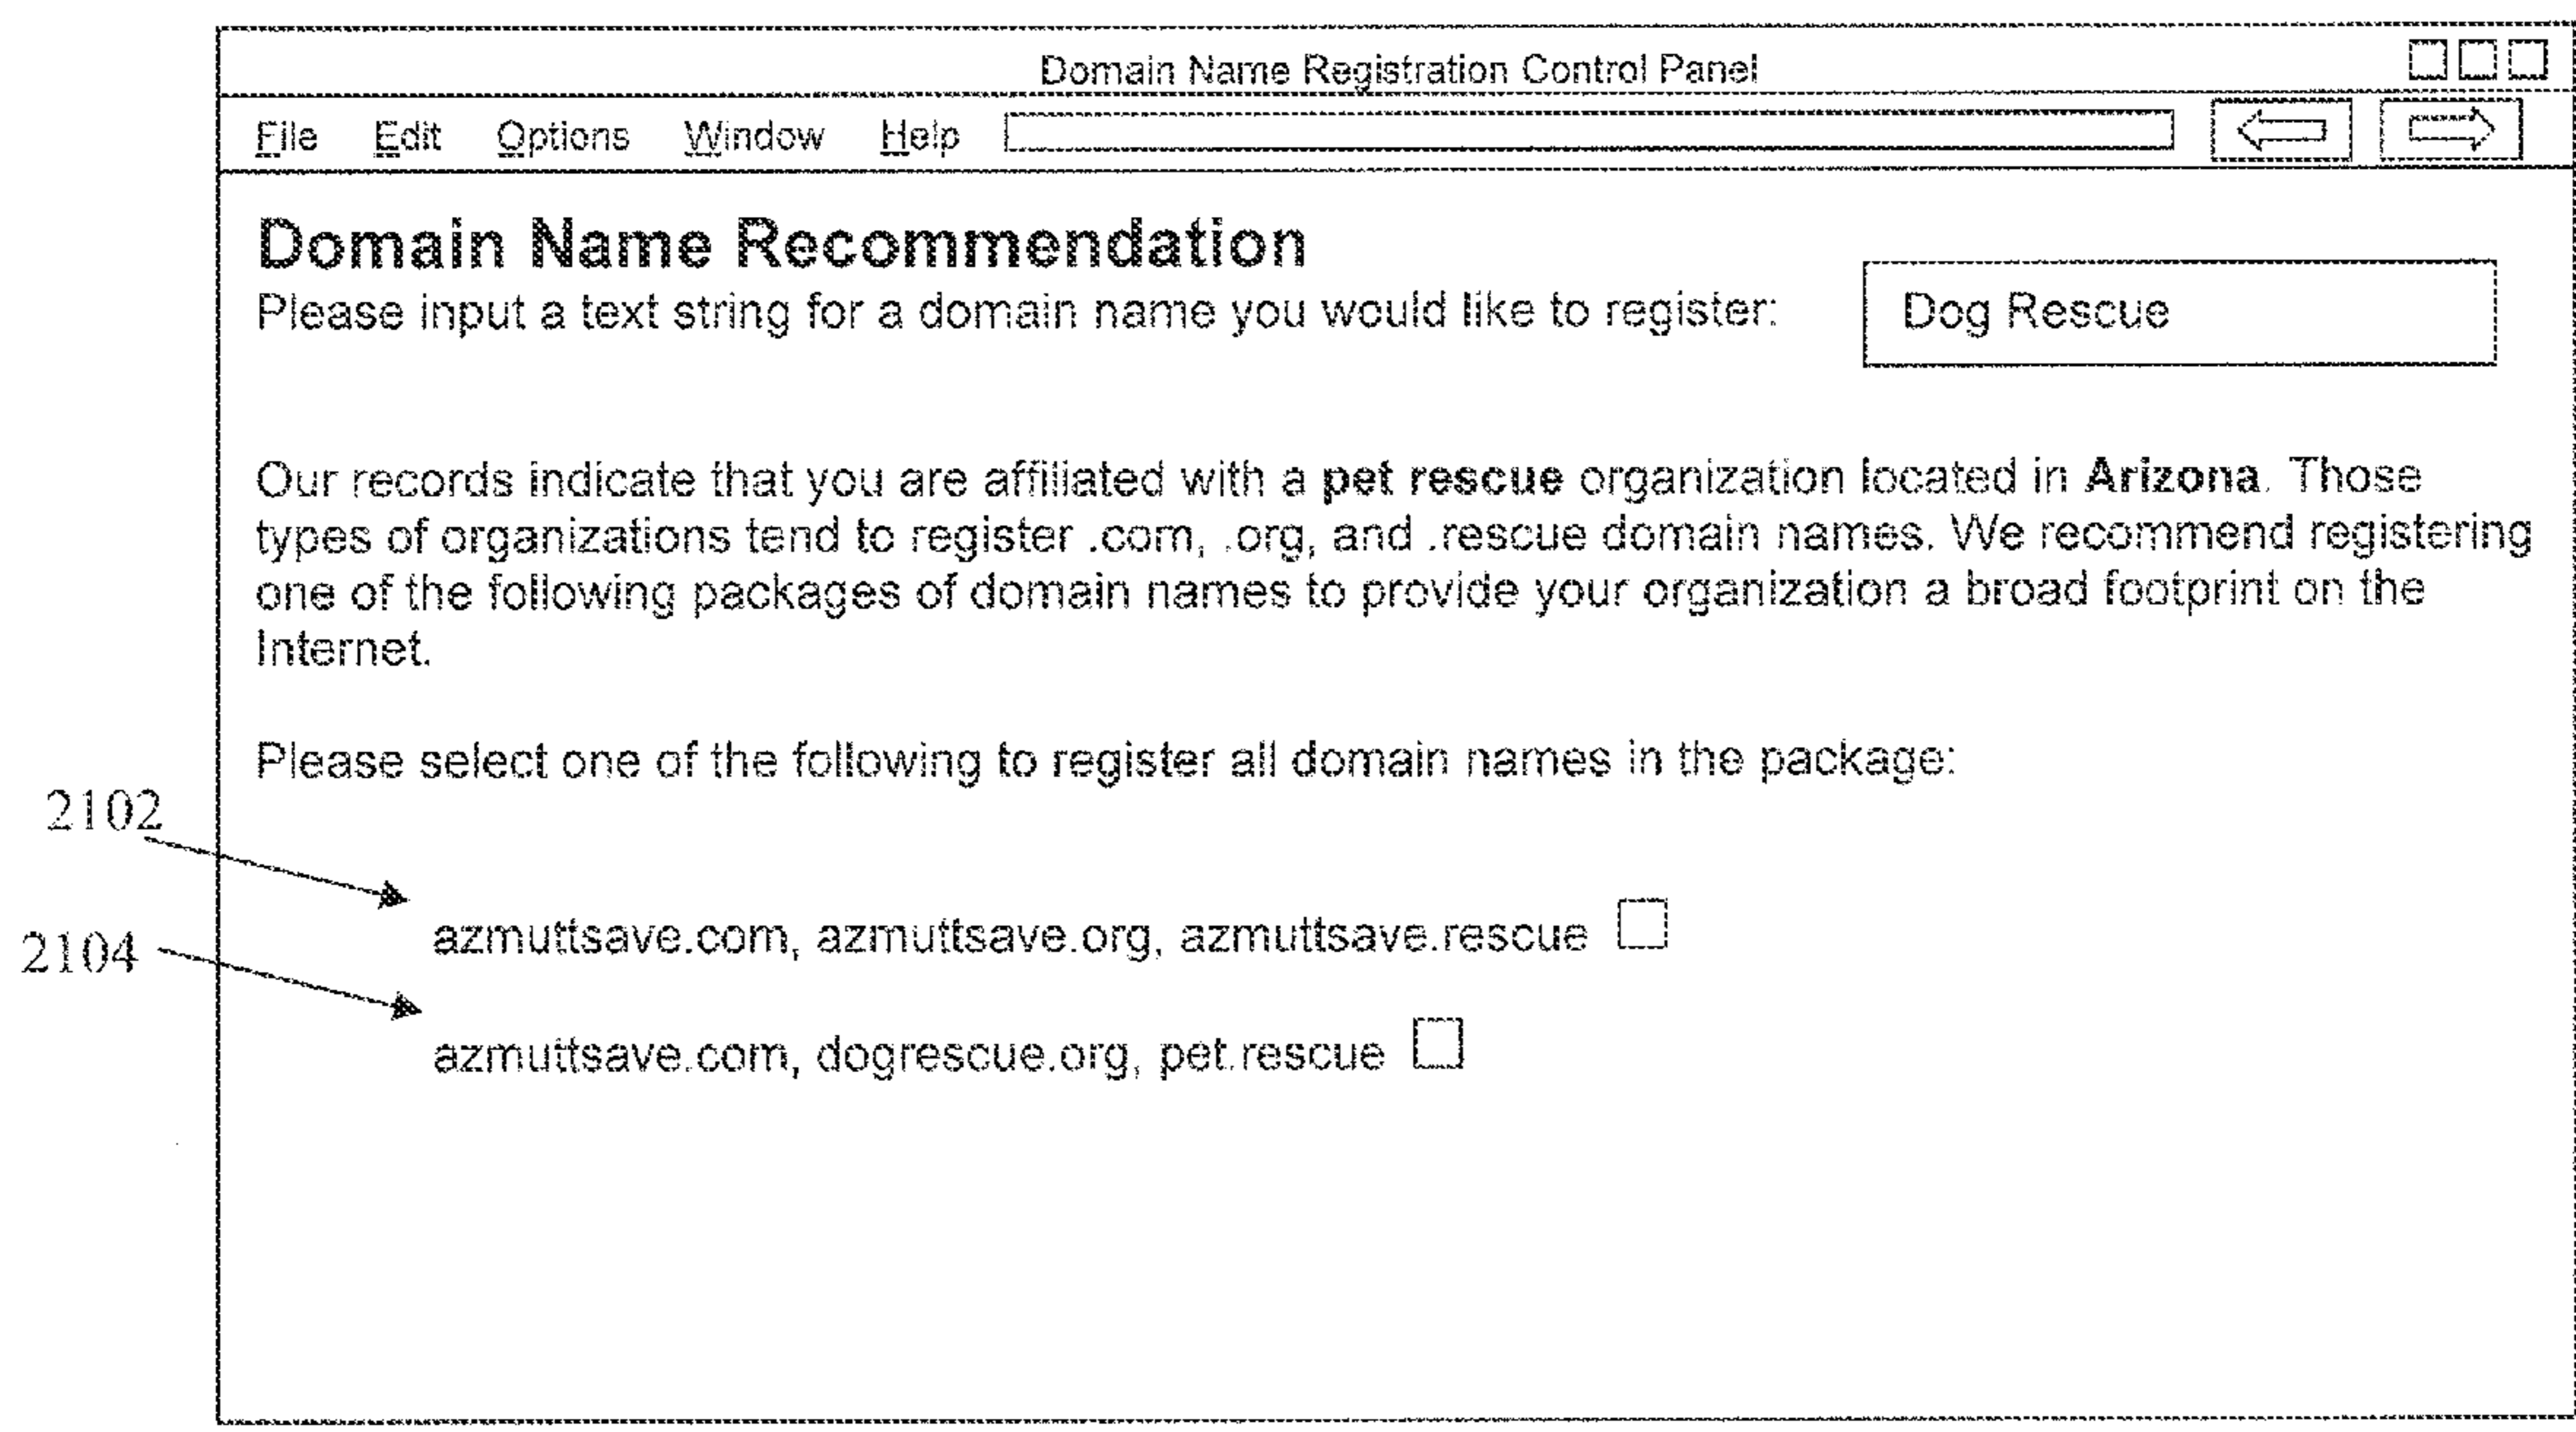 Domain Name Registration Control Panel
File Edit Options Window Help
Domain Name Recommendation
Please input a text string for a domain name you would like to register: Dog Rescue
Our records indicate that you are affiliated with a pet rescue organization located in Arizona. Those
types of organizations tend to register .com, .org, and .rescue domain names. We recommend registering
one of the following packages of domain names to provide your organization a broad footprint on the
Internet.
Please select one of the following to register all domain names in the package:
2102
azmuttsave.com, azmuttsave.org, azmuttsave.rescue
2104
azmuttsave.com, dogrescue.org, pet.rescue